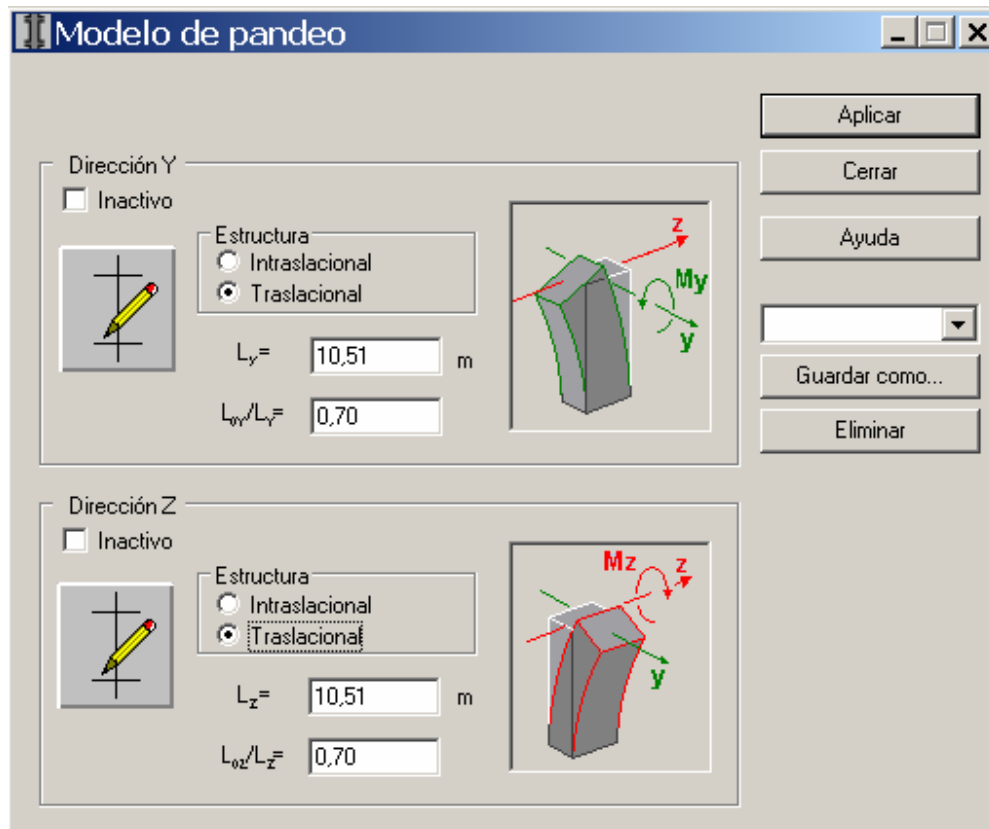 Modelo de pandeo
Aplicar
Cerrar
Ayuda
Guardar como...
Eliminar
Dirección Y
Inactivo
Estructura
Intraslacional
Traslacional
Ly= 10,51 m
L0Y/LY= 0,70
z
My
y
Dirección Z
Inactivo
Estructura
Intraslacional
Traslacional
Lz= 10,51 m
L0Z/LZ= 0,70
Mz
z
y